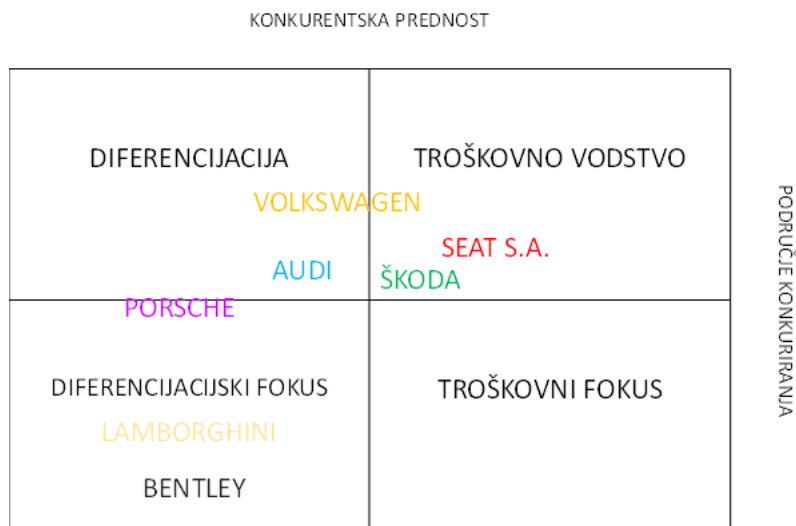 KONKURENTSKA PREDNOST
DIFERENCIJACIJA
TROŠKOVNO VODSTVO
VOLKSWAGEN
SEAT S.A.
AUDI
ŠKODA
PORSCHE
DIFERENCIJACIJSKI FOKUS
TROŠKOVNI FOKUS
LAMBORGHINI
BENTLEY
PODRUČJE KONKURIRANJA